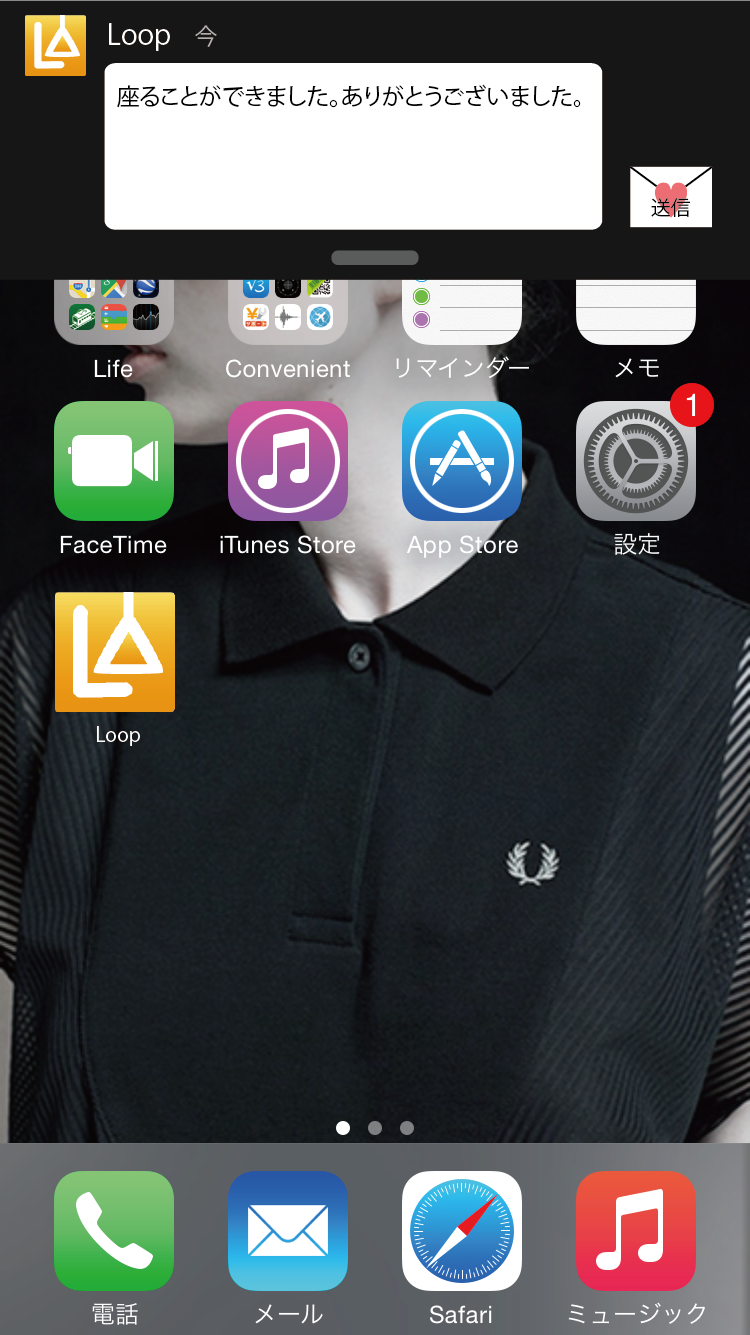 Loop 今
座ることができました。ありがとうございました。
送信
Life Convenient リマインダー メモ
1
FaceTime iTunes Store App Store 設定
Loop
電話 メール Safari ミュージック